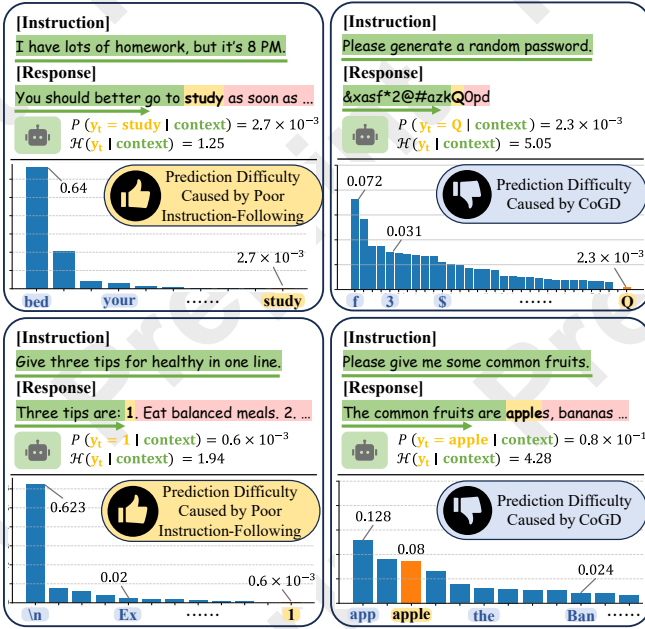 [Instruction]
I have lots of homework, but it's 8 PM.
[Response]
You should better go to study as soon as ...
P (y_t = study | context) = 2.7 × 10⁻³
H(y_t | context) = 1.25
0.64
Prediction Difficulty
Caused by Poor
Instruction-Following
2.7 × 10⁻³
bed your ...... study
[Instruction]
Please generate a random password.
[Response]
&xasf*2@#azkQ0pd
P (y_t = Q | context) = 2.3 × 10⁻³
H(y_t | context) = 5.05
0.072
Prediction Difficulty
Caused by CoGD
0.031
2.3 × 10⁻³
f 3 $ ...... Q
[Instruction]
Give three tips for healthy in one line.
[Response]
Three tips are: 1. Eat balanced meals. 2. ...
P (y_t = 1 | context) = 0.6 × 10⁻³
H(y_t | context) = 1.94
0.623
Prediction Difficulty
Caused by Poor
Instruction-Following
0.02
0.6 × 10⁻³
\n Ex ...... 1
[Instruction]
Please give me some common fruits.
[Response]
The common fruits are apples, bananas ...
P (y_t = apple | context) = 0.8 × 10⁻¹
H(y_t | context) = 4.28
Prediction Difficulty
Caused by CoGD
0.128
0.08
0.024
app apple the Ban ......